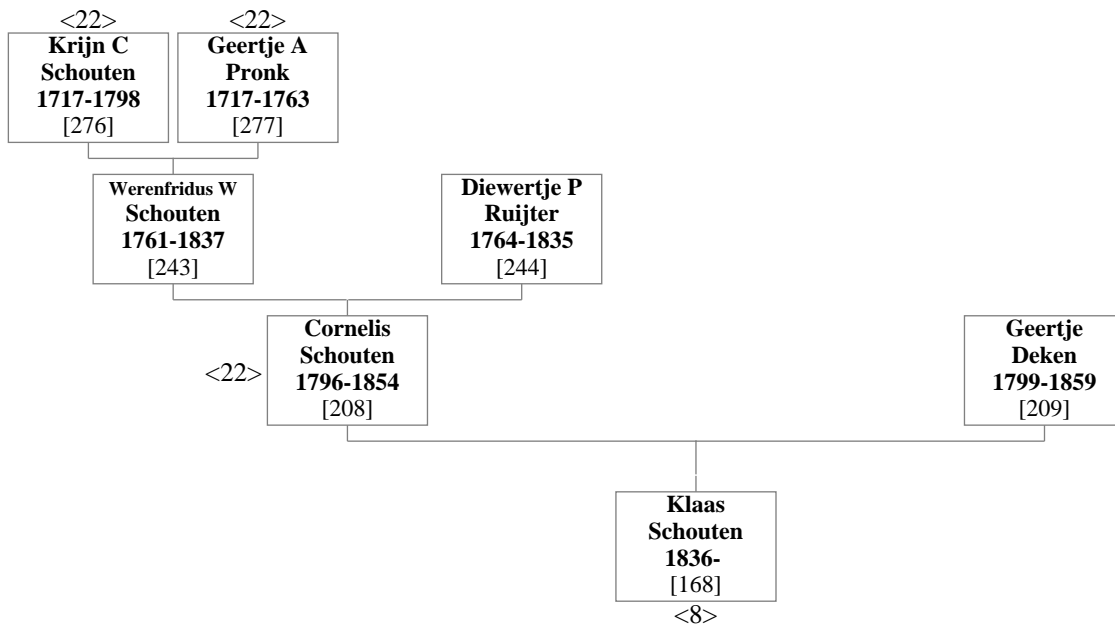 <22>
Krijn C
Schouten
1717-1798
[276]
<22>
Geertje A
Pronk
1717-1763
[277]
Werenfridus W
Schouten
1761-1837
[243]
Diewertje P
Ruijter
1764-1835
[244]
<22>
Cornelis
Schouten
1796-1854
[208]
Geertje
Deken
1799-1859
[209]
Klaas
Schouten
1836-
[168]
<8>